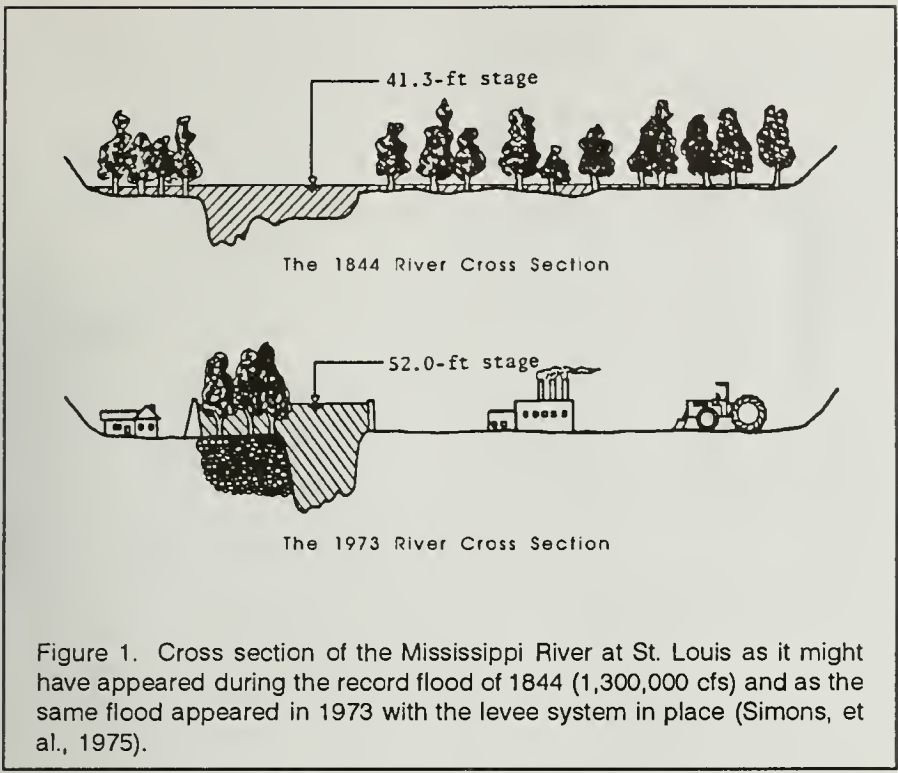 41.3-ft stage
The 1844 River Cross Section
52.0-ft stage
The 1973 River Cross Section
Figure 1. Cross section of the Mississippi River at St. Louis as it might
have appeared during the record flood of 1844 (1,300,000 cfs) and as the
same flood appeared in 1973 with the levee system in place (Simons, et
al., 1975).